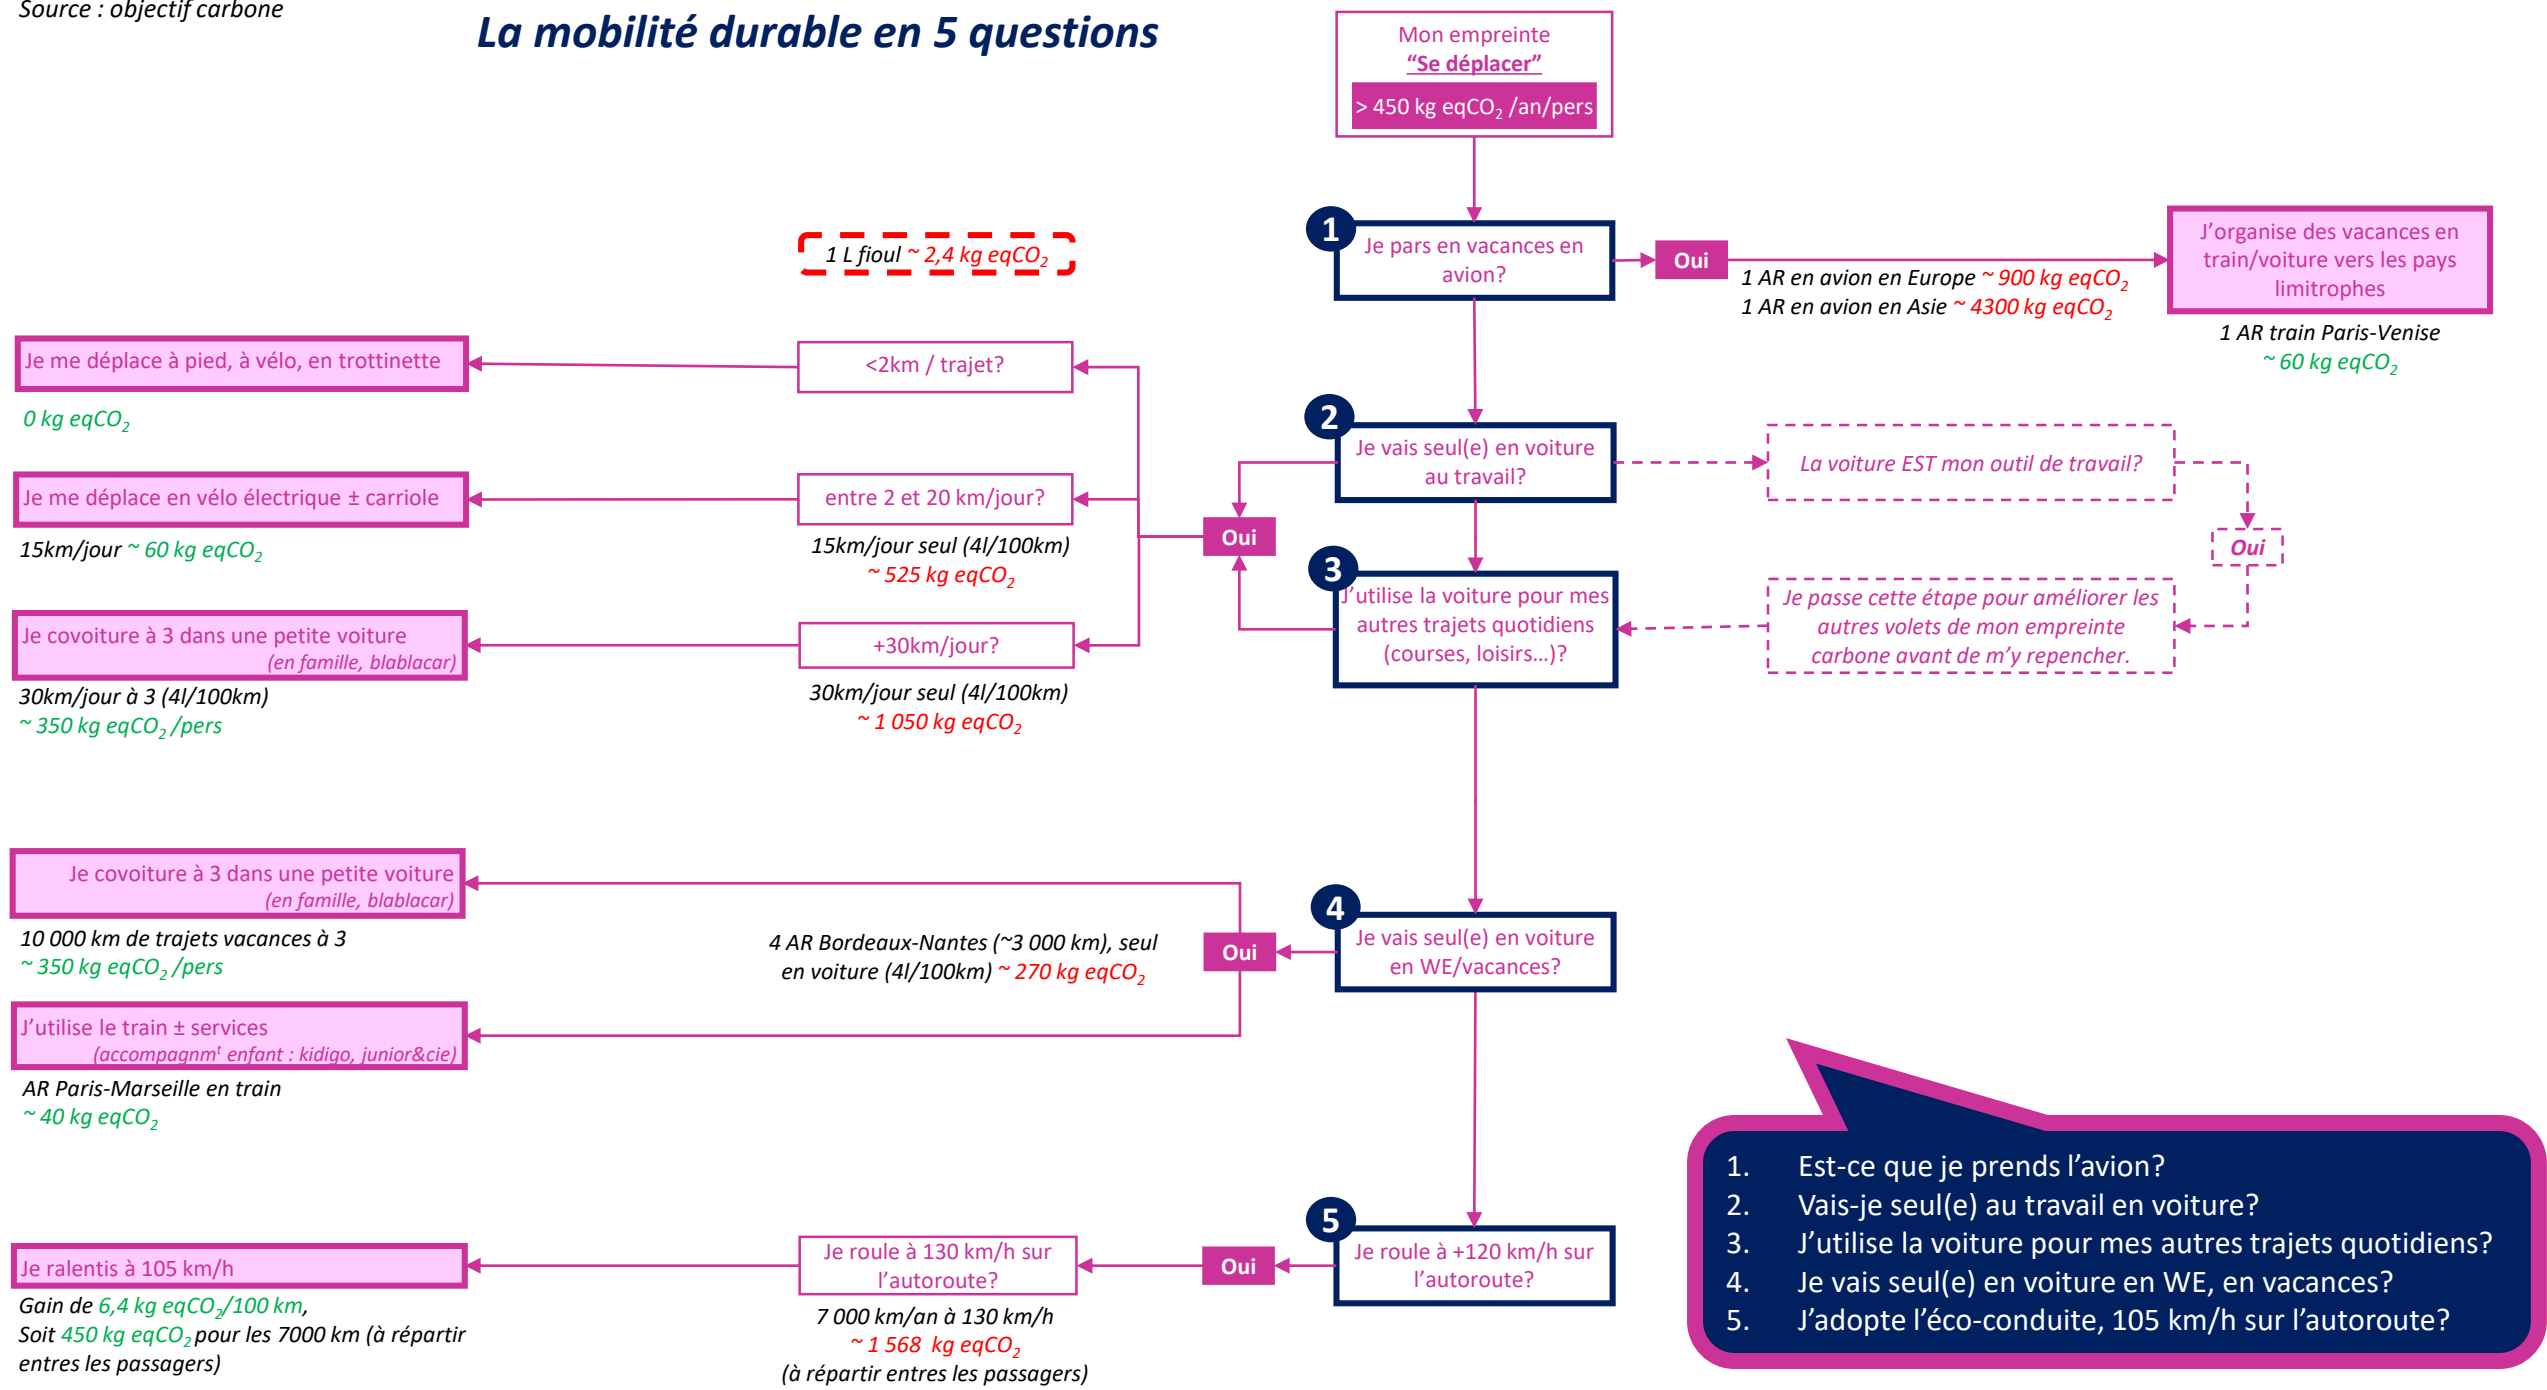 Source : objectif carbone
La mobilité durable en 5 questions
Mon empreinte
“Se déplacer”
> 450 kg eqCO₂ /an/pers
1
Je pars en vacances en
avion?
Oui
1 AR en avion en Europe ~ 900 kg eqCO₂
1 AR en avion en Asie ~ 4300 kg eqCO₂
J’organise des vacances en
train/voiture vers les pays
limitrophes
1 AR train Paris-Venise
~ 60 kg eqCO₂
1 L fioul ~ 2,4 kg eqCO₂
2
Je vais seul(e) en voiture
au travail?
La voiture EST mon outil de travail?
Oui
Je passe cette étape pour améliorer les
autres volets de mon empreinte
carbone avant de m’y repencher.
3
J’utilise la voiture pour mes
autres trajets quotidiens
(courses, loisirs…)?
Oui
<2km / trajet?
Je me déplace à pied, à vélo, en trottinette
0 kg eqCO₂
entre 2 et 20 km/jour?
15km/jour seul (4l/100km)
~ 525 kg eqCO₂
Je me déplace en vélo électrique ± carriole
15km/jour ~ 60 kg eqCO₂
+30km/jour?
30km/jour seul (4l/100km)
~ 1 050 kg eqCO₂
Je covoiture à 3 dans une petite voiture
(en famille, blablacar)
30km/jour à 3 (4l/100km)
~ 350 kg eqCO₂ /pers
4
Je vais seul(e) en voiture
en WE/vacances?
Oui
4 AR Bordeaux-Nantes (~3 000 km), seul
en voiture (4l/100km) ~ 270 kg eqCO₂
Je covoiture à 3 dans une petite voiture
(en famille, blablacar)
10 000 km de trajets vacances à 3
~ 350 kg eqCO₂ /pers
J’utilise le train ± services
(accompagnmᵗ enfant : kidigo, junior&cie)
AR Paris-Marseille en train
~ 40 kg eqCO₂
5
Je roule à +120 km/h sur
l’autoroute?
Oui
Je roule à 130 km/h sur
l’autoroute?
7 000 km/an à 130 km/h
~ 1 568 kg eqCO₂
(à répartir entres les passagers)
Je ralentis à 105 km/h
Gain de 6,4 kg eqCO₂/100 km,
Soit 450 kg eqCO₂ pour les 7000 km (à répartir
entres les passagers)
1. Est-ce que je prends l’avion?
2. Vais-je seul(e) au travail en voiture?
3. J’utilise la voiture pour mes autres trajets quotidiens?
4. Je vais seul(e) en voiture en WE, en vacances?
5. J’adopte l’éco-conduite, 105 km/h sur l’autoroute?